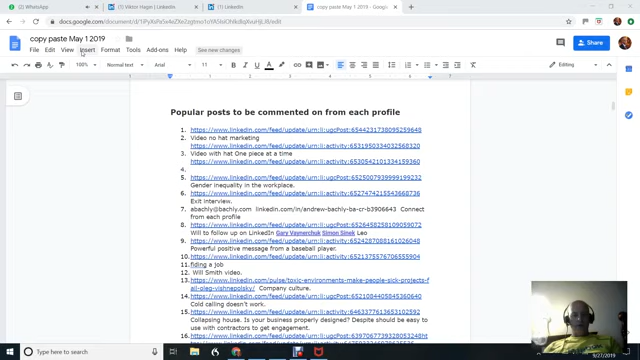 (2) WhatsApp
Viktor Hagin | LinkedIn
LinkedIn
copy paste May 1 2019 - Google
copy paste May 1 2019
File Edit View Insert Format Tools Add-ons Help See new changes
Share
100% Normal text Arial 11 Editing
Popular posts to be commented on from each profile
1. https://www.linkedin.com/feed/update/urn:li:ugcPost:6544231738095259648
2. Video no hat marketing
https://www.linkedin.com/feed/update/urn:li:activity:6531950334032568320
3. Video with hat One piece at a time
https://www.linkedin.com/feed/update/urn:li:activity:6530542101334159360
4.
5. https://www.linkedin.com/feed/update/urn:li:ugcPost:6525007939999199232
Gender inequality in the workplace.
6. https://www.linkedin.com/feed/update/urn:li:activity:6527474215543668736
Exit interview.
7. abachly@bachly.com linkedin.com/in/andrew-bachly-ba-cr-b3906643 Connect
from each profile
8. https://www.linkedin.com/feed/update/urn:li:activity:6526458258109059072
Will to follow up on LinkedIn Gary Vaynerchuk Simon Sinek Leo
9. https://www.linkedin.com/feed/update/urn:li:activity:6524287088161026048
Powerful positive message from a baseball player.
10. https://www.linkedin.com/feed/update/urn:li:activity:6521375576056555904
11. fiding a job
12. Will Smith video.
13. https://www.linkedin.com/pulse/toxic-environments-make-people-sick-projects-f
all-oleg-vishnepolsky/ Company culture.
14. https://www.linkedin.com/feed/update/urn:li:activity:6521084405845360640
Cold calling doesn't work.
15. https://www.linkedin.com/feed/update/urn:li:activity:6463377613653102592
Collapsing house. Is your business properly designed? Despite should be easy to
use with contractors to get engagement.
16. https://www.linkedin.com/feed/update/urn:li:activity:6397067793328053248ht
Type here to search
9/27/2019